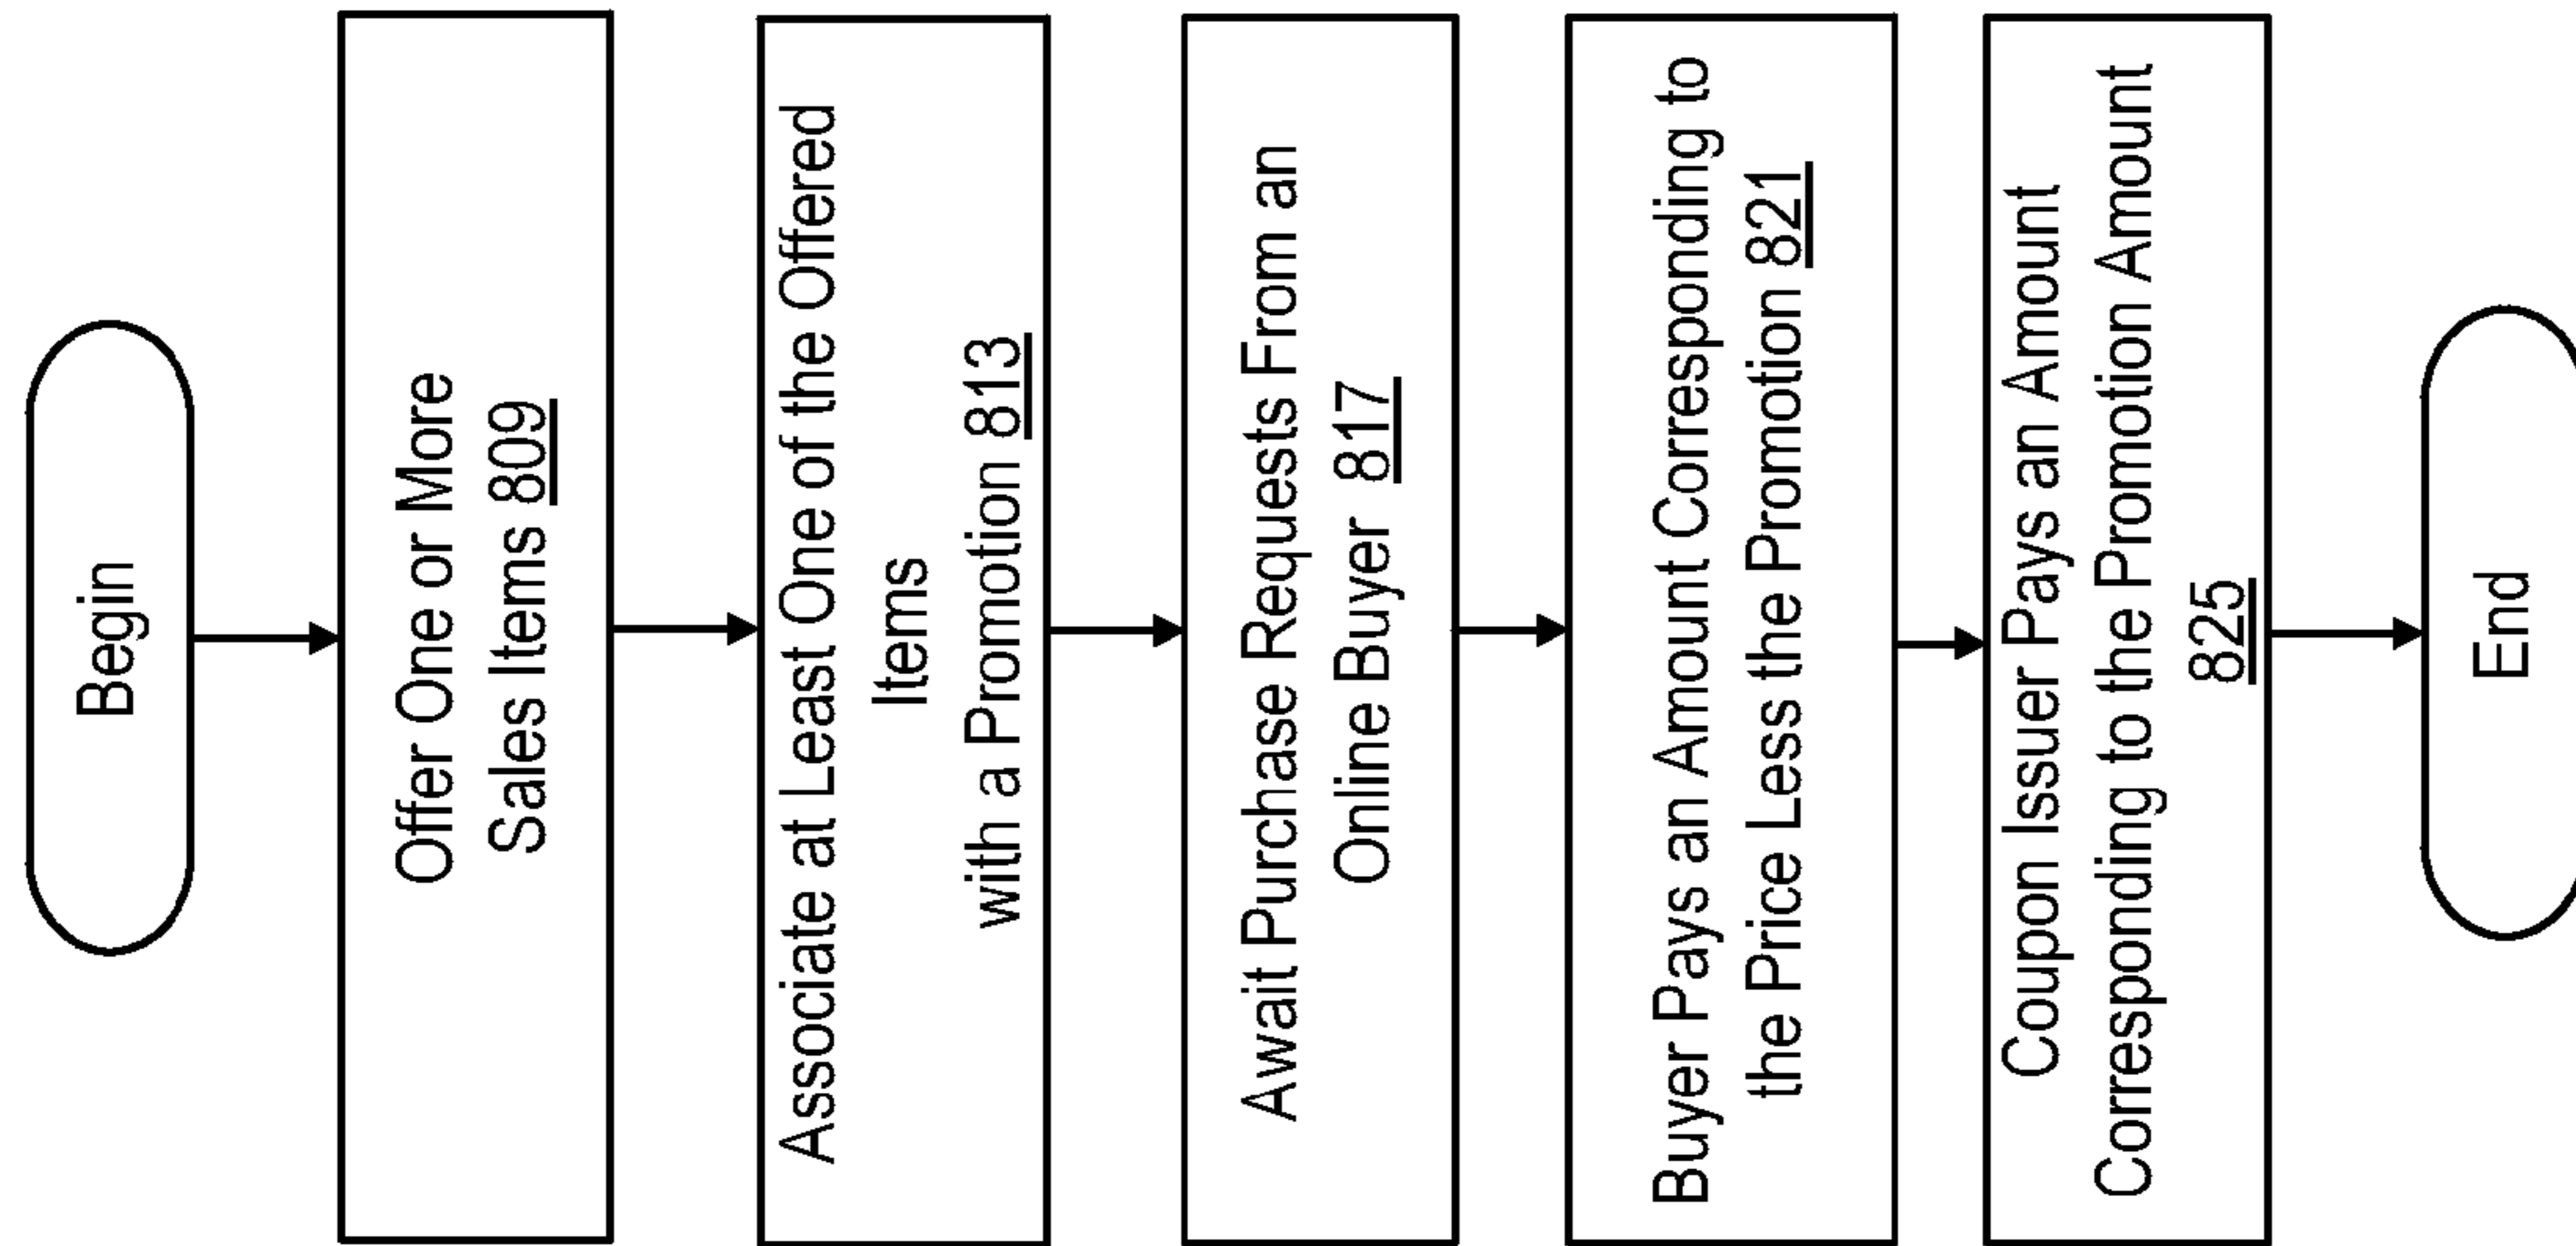 Begin
Offer One or More
Sales Items 809
Associate at Least One of the Offered
Items
with a Promotion 813
Await Purchase Requests From an
Online Buyer 817
Buyer Pays an Amount Corresponding to
the Price Less the Promotion 821
Coupon Issuer Pays an Amount
Corresponding to the Promotion Amount
825
End